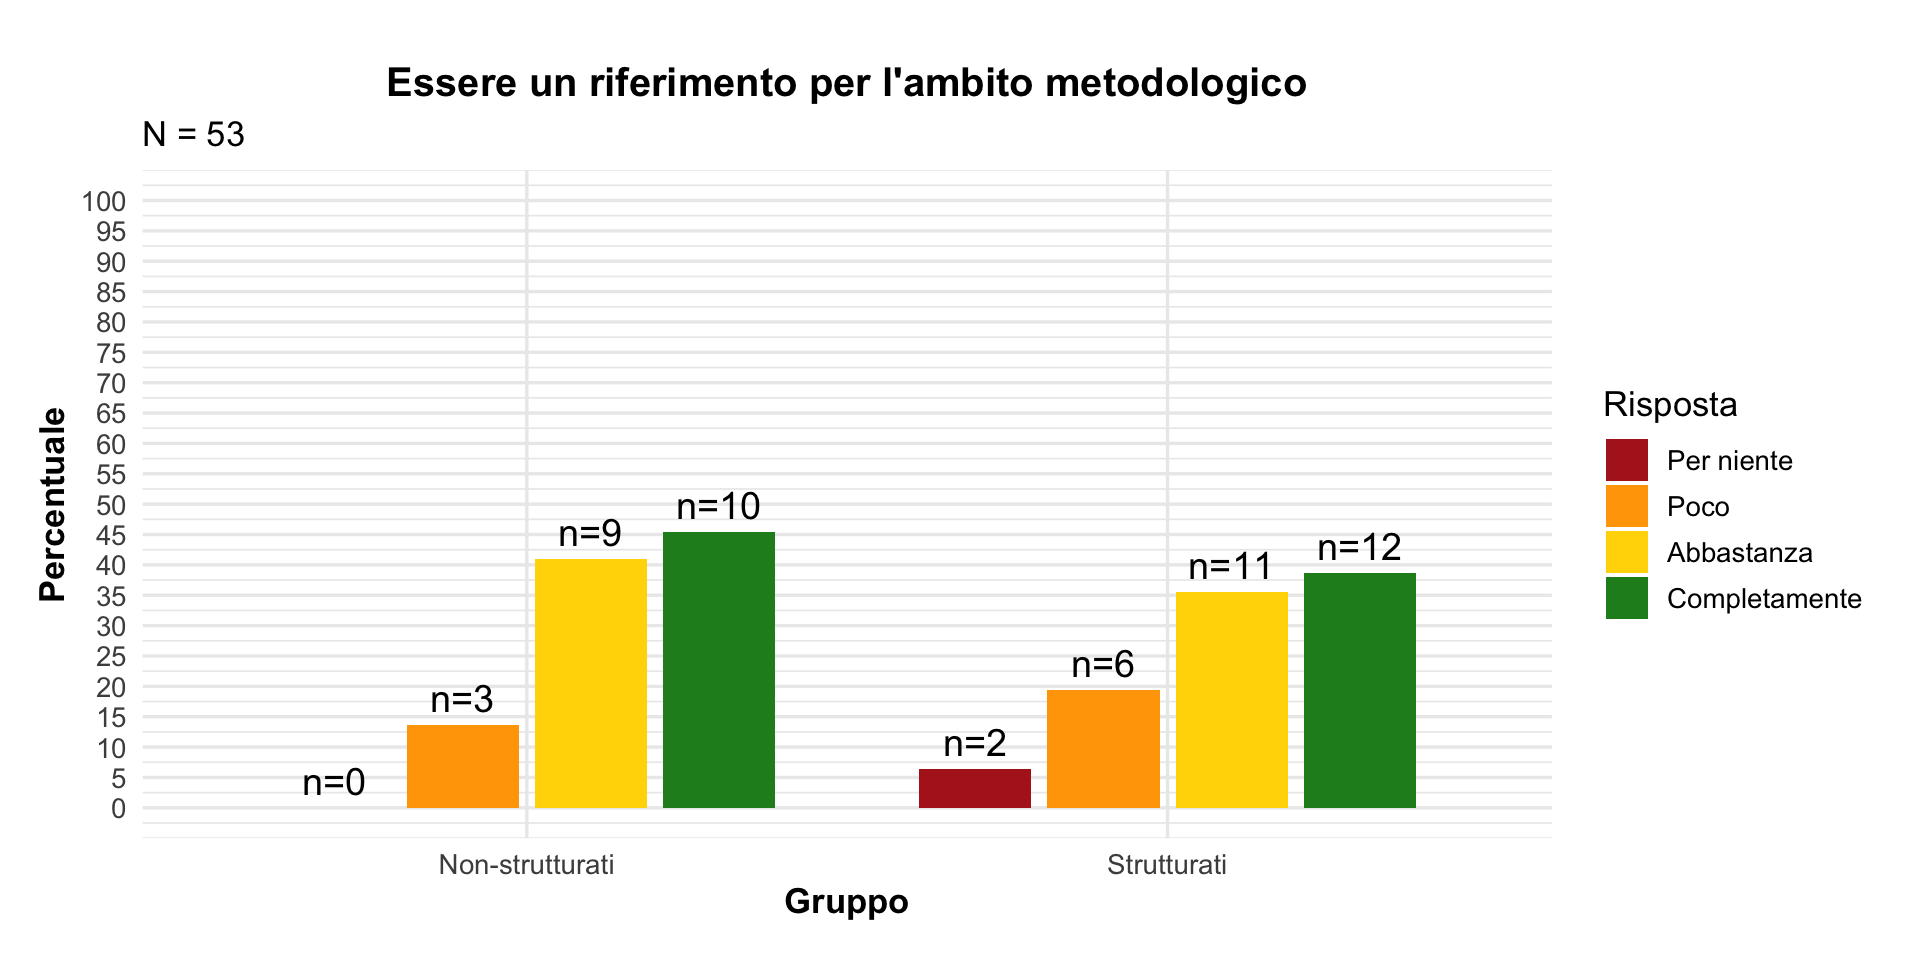 Essere un riferimento per l'ambito metodologico
N = 53
Percentuale
100
95
90
85
80
75
70
65
60
55
50
45
40
35
30
25
20
15
10
5
0
n=0
n=3
n=9
n=10
n=2
n=6
n=11
n=12
Non-strutturati
Strutturati
Gruppo
Risposta
Per niente
Poco
Abbastanza
Completamente